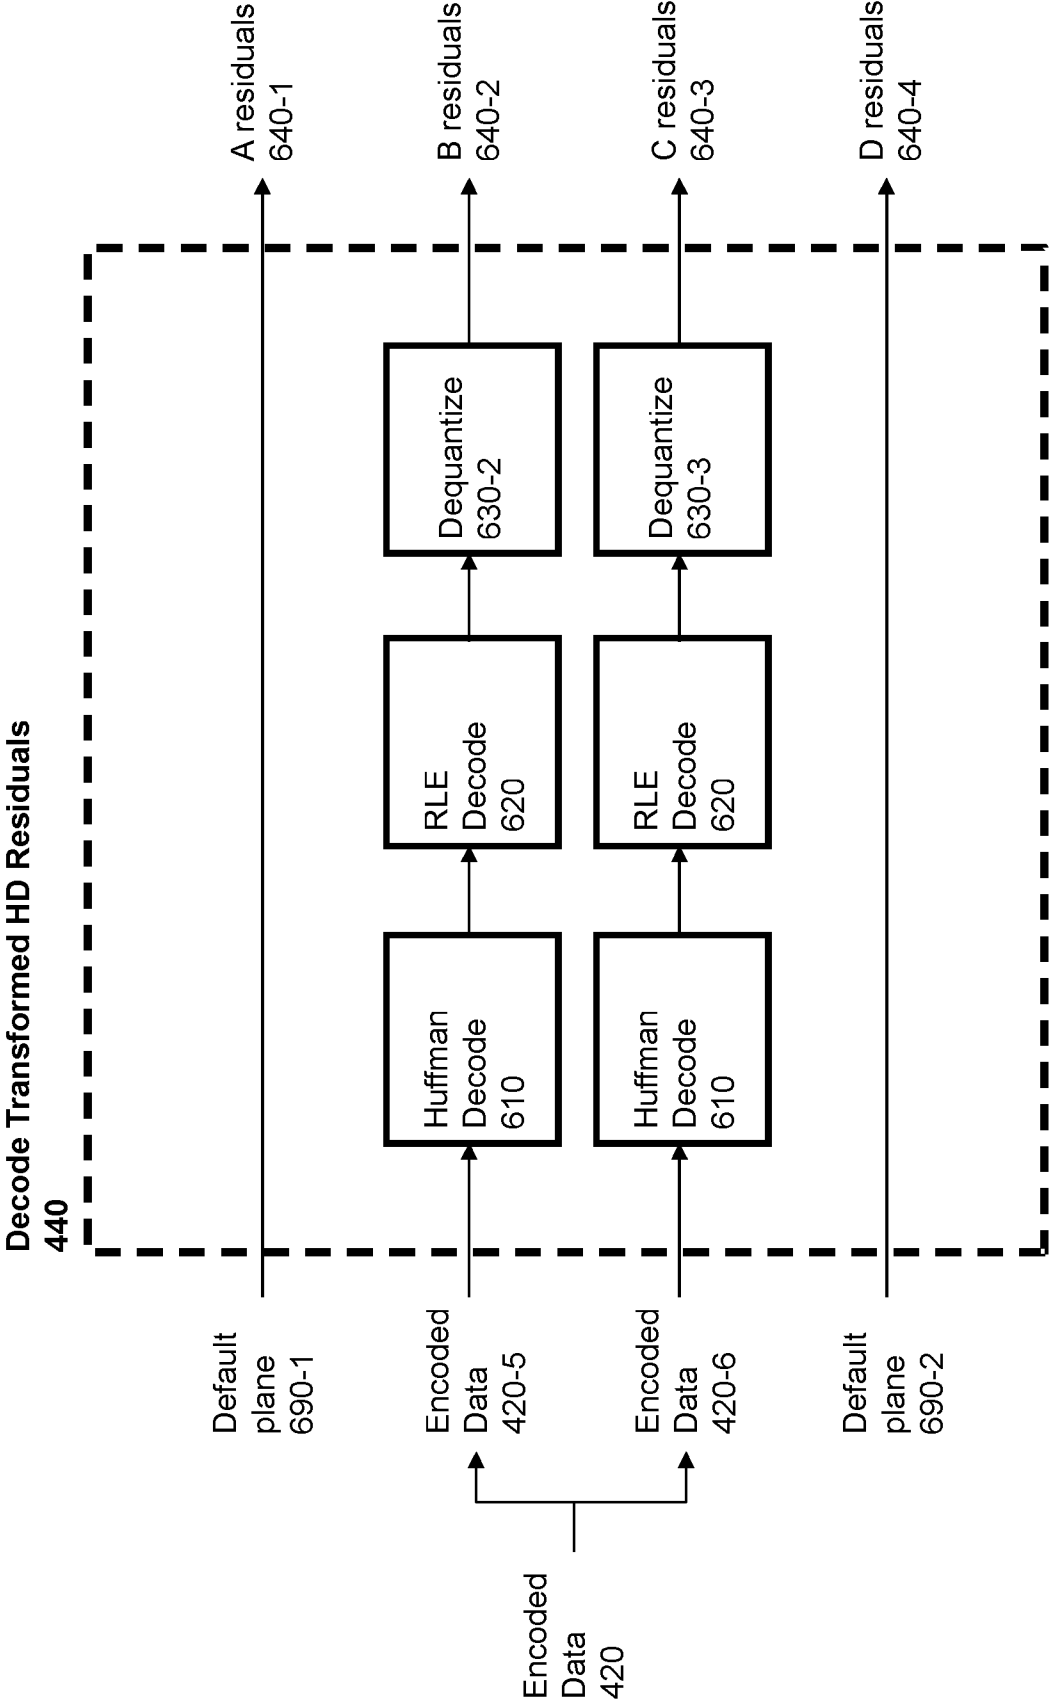 Decode Transformed HD Residuals
440
Default
plane
690-1
A residuals
640-1
Encoded
Data
420
Encoded
Data
420-5
Huffman
Decode
610
RLE
Decode
620
Dequantize
630-2
B residuals
640-2
Encoded
Data
420-6
Huffman
Decode
610
RLE
Decode
620
Dequantize
630-3
C residuals
640-3
Default
plane
690-2
D residuals
640-4